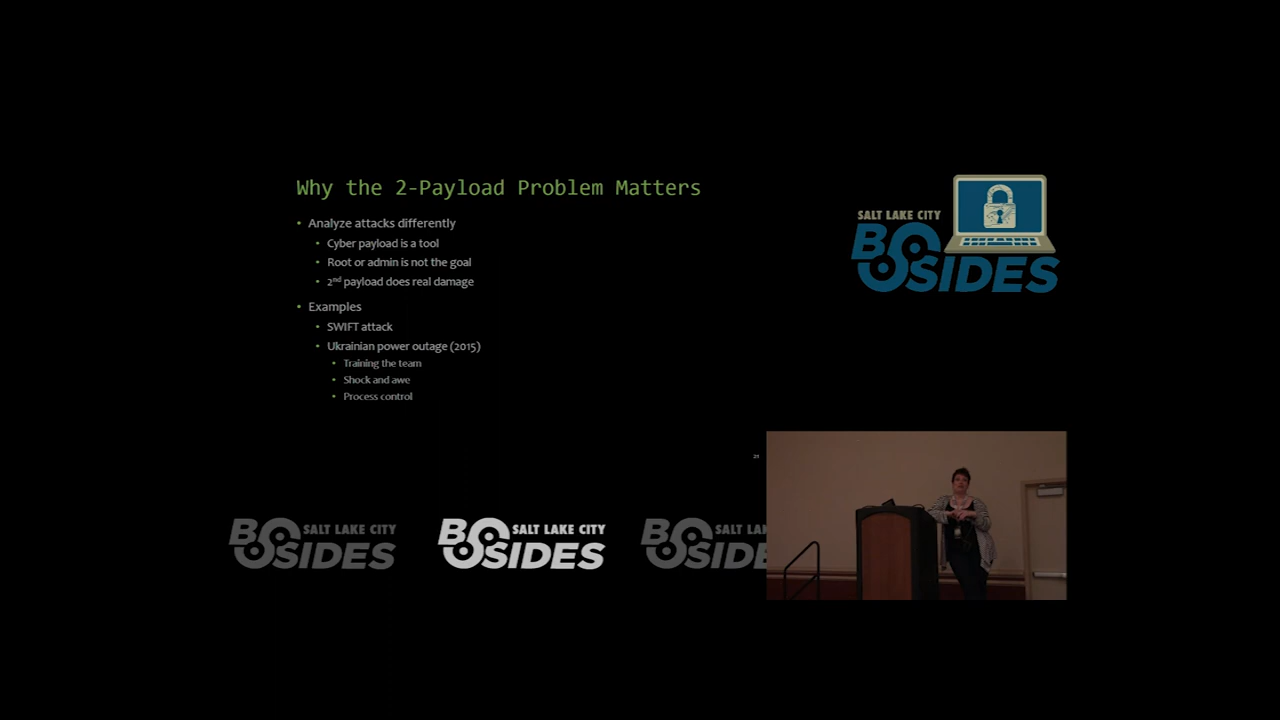 Why the 2-Payload Problem Matters
• Analyze attacks differently
• Cyber payload is a tool
• Root or admin is not the goal
• 2nd payload does real damage
• Examples
• SWIFT attack
• Ukrainian power outage (2015)
• Training the team
• Shock and awe
• Process control
21
SALT LAKE CITY
BSIDES
BSIDES SALT LAKE CITY
BSIDES SALT LAKE CITY
BSIDES SALT LAK